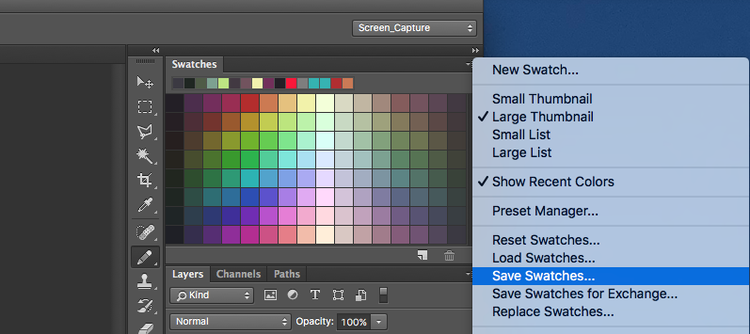 Screen_Capture
Swatches
New Swatch...
Small Thumbnail
Large Thumbnail
Small List
Large List
Show Recent Colors
Preset Manager...
Reset Swatches...
Load Swatches...
Save Swatches...
Save Swatches for Exchange...
Replace Swatches...
Layers Channels Paths
Kind
Normal Opacity: 100%